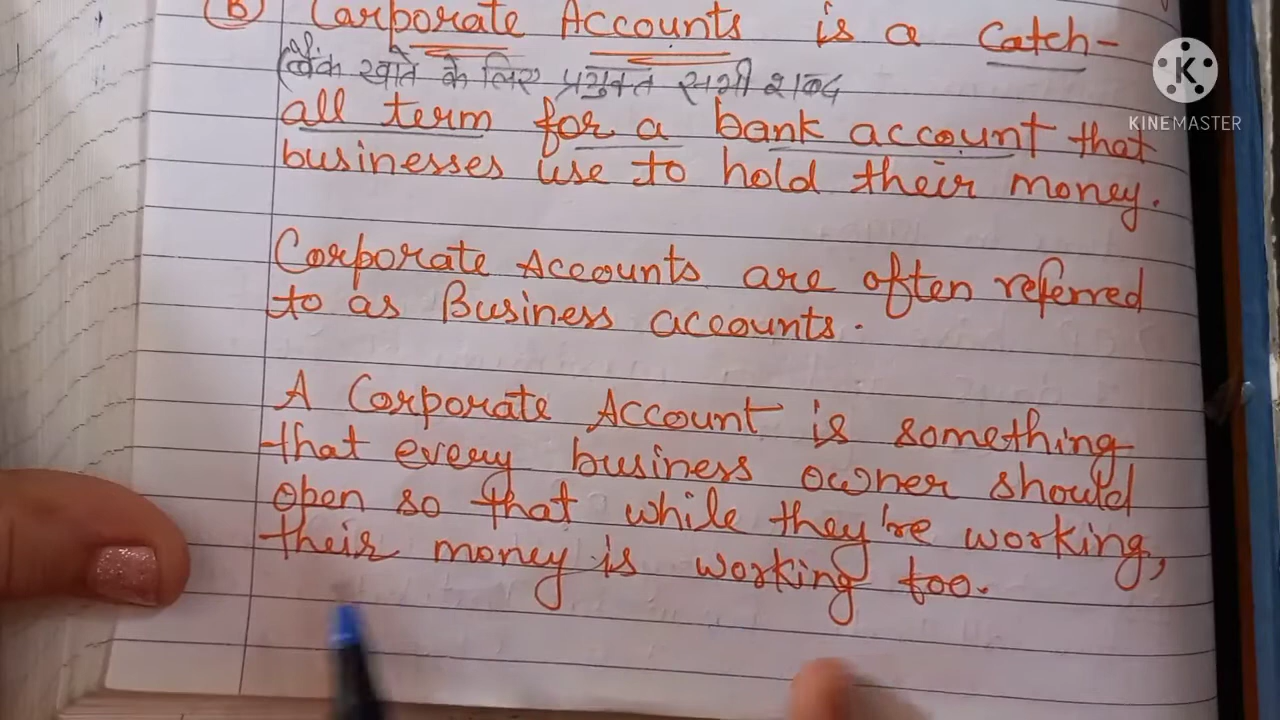 (B) Corporate Accounts is a Catch-
बैंक खाते के लिए प्रयुक्त सभी शब्द
all term for a bank account that
businesses use to hold their money.
Corporate Accounts are often referred
to as Business accounts.
A Corporate Account is something
that every business owner should
open so that while they're working,
their money is working too.
K
KINEMASTER